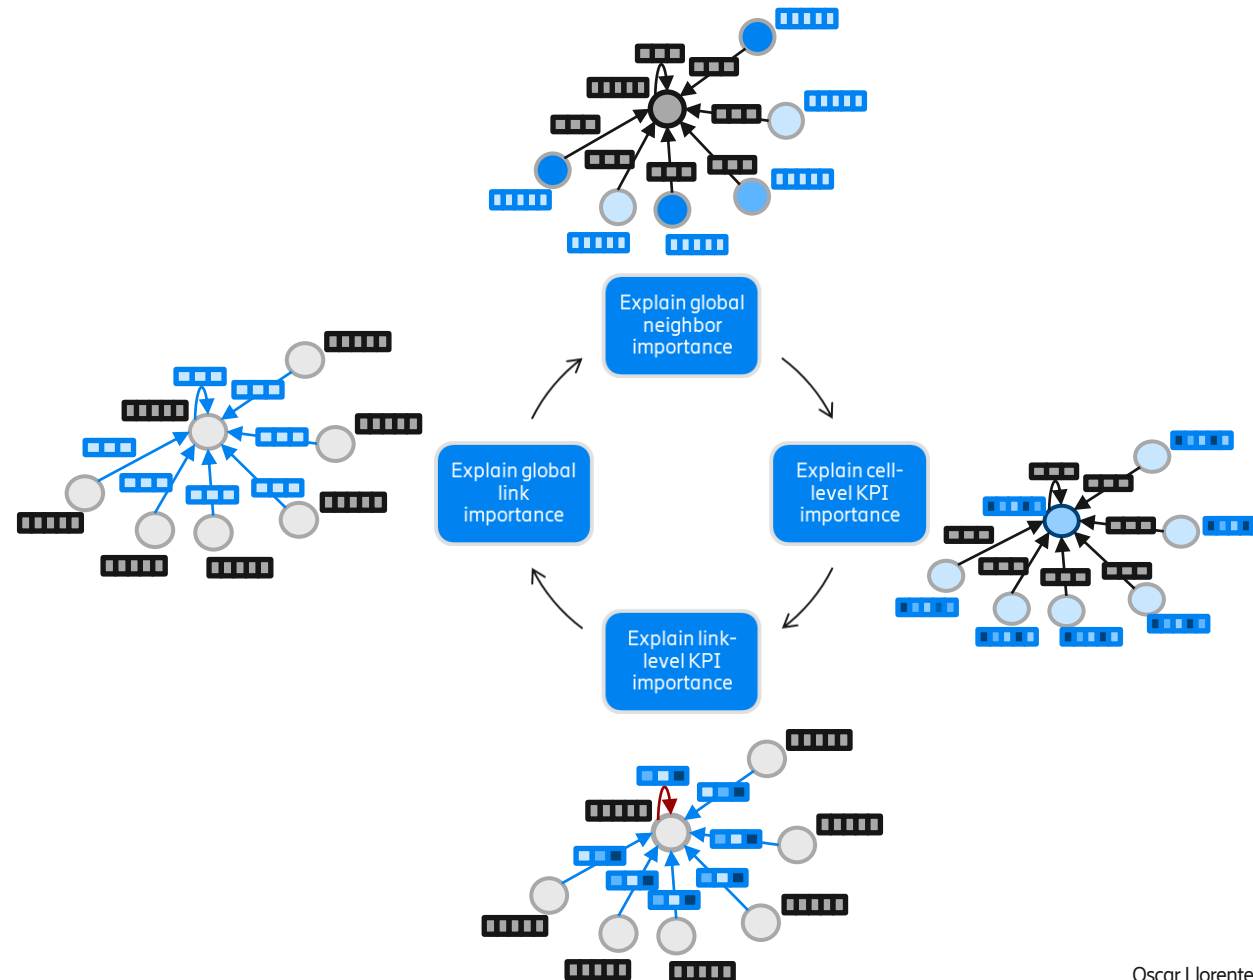 Explain global
neighbor
importance
Explain global
link
importance
Explain cell-
level KPI
importance
Explain link-
level KPI
importance
Oscar Llorente